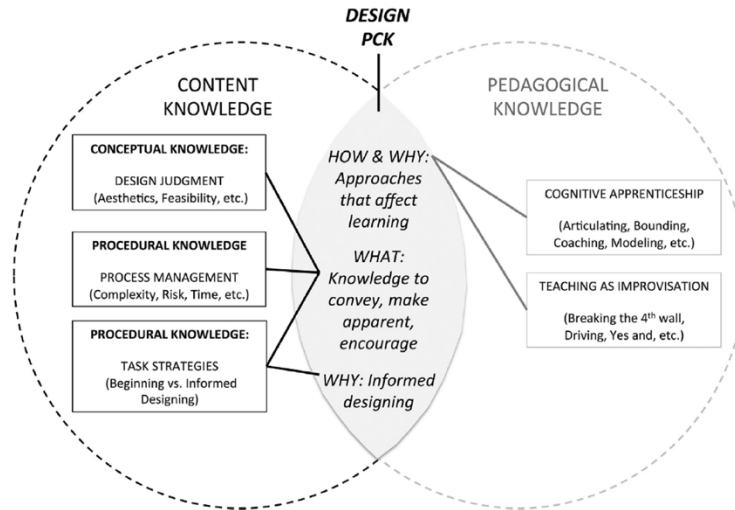 DESIGN
PCK
CONTENT
KNOWLEDGE
CONCEPTUAL KNOWLEDGE:
DESIGN JUDGMENT
(Aesthetics, Feasibility, etc.)
PROCEDURAL KNOWLEDGE
PROCESS MANAGEMENT
(Complexity, Risk, Time, etc.)
PROCEDURAL KNOWLEDGE:
TASK STRATEGIES
(Beginning vs. Informed
Designing)
HOW & WHY:
Approaches
that affect
learning
WHAT:
Knowledge to
convey, make
apparent,
encourage
WHY: Informed
designing
PEDAGOGICAL
KNOWLEDGE
COGNITIVE APPRENTICESHIP
(Articulating, Bounding,
Coaching, Modeling, etc.)
TEACHING AS IMPROVISATION
(Breaking the 4th wall,
Driving, Yes and, etc.)